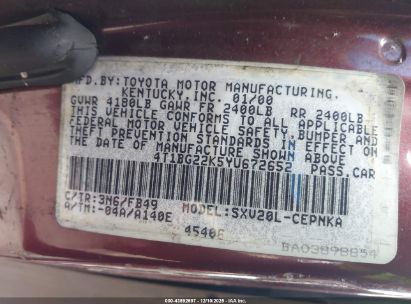 MFD.BY:TOYOTA MOTOR MANUFACTURING,
KENTUCKY,INC. 01/00
GVWR 4180LB GAWR FR 2400LB RR 2400LB
THIS VEHICLE CONFORMS TO ALL APPLICABLE
FEDERAL MOTOR VEHICLE SAFETY, BUMPER AND
THEFT PREVENTION STANDARDS IN EFFECT ON
THE DATE OF MANUFACTURE SHOWN ABOVE.
4T1BG22K5YU672652 PASS.CAR
C/TR:3N6/FB49 MODEL:SXV20L-CEPNKA
A/TM:-04A/A140E
4540E
BA03898854